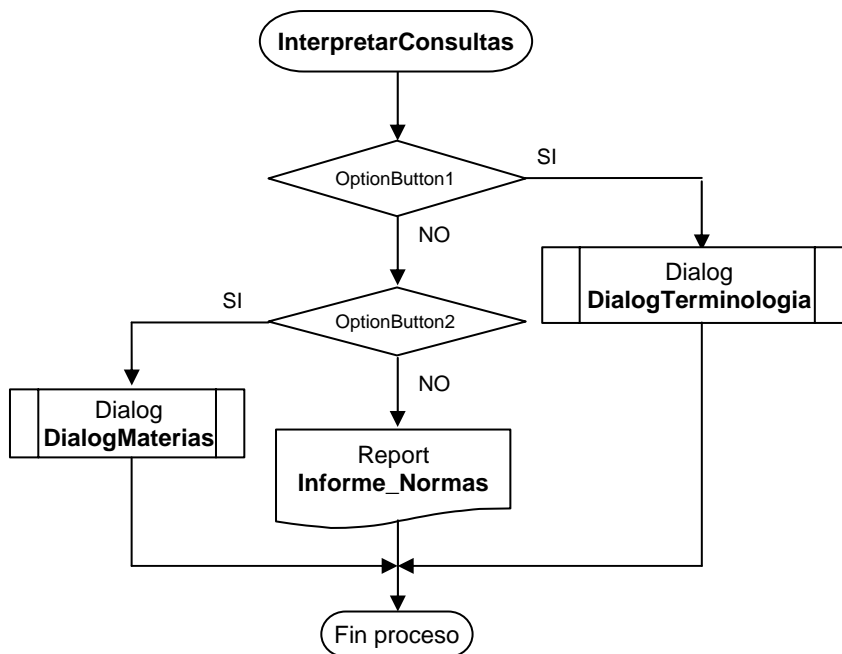 InterpretarConsultas
SI
OptionButton1
NO
Dialog
DialogTerminologia
SI
OptionButton2
NO
Dialog
DialogMaterias
Report
Informe_Normas
Fin proceso